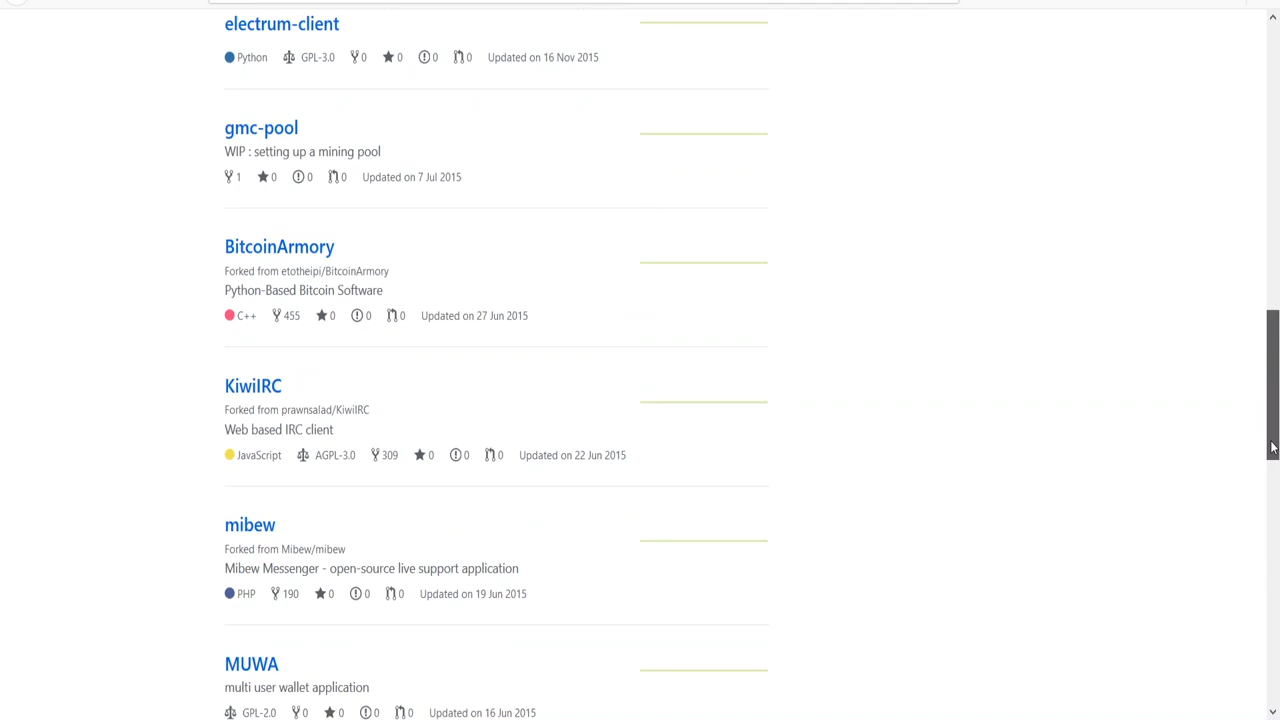 electrum-client
Python GPL-3.0 0 0 0 0 Updated on 16 Nov 2015
gmc-pool
WIP : setting up a mining pool
1 0 0 0 Updated on 7 Jul 2015
BitcoinArmory
Forked from etotheipi/BitcoinArmory
Python-Based Bitcoin Software
C++ 455 0 0 0 Updated on 27 Jun 2015
KiwiIRC
Forked from prawnsalad/KiwiIRC
Web based IRC client
JavaScript AGPL-3.0 309 0 0 0 Updated on 22 Jun 2015
mibew
Forked from Mibew/mibew
Mibew Messenger - open-source live support application
PHP 190 0 0 0 Updated on 19 Jun 2015
MUWA
multi user wallet application
GPL-2.0 0 0 0 0 Updated on 16 Jun 2015